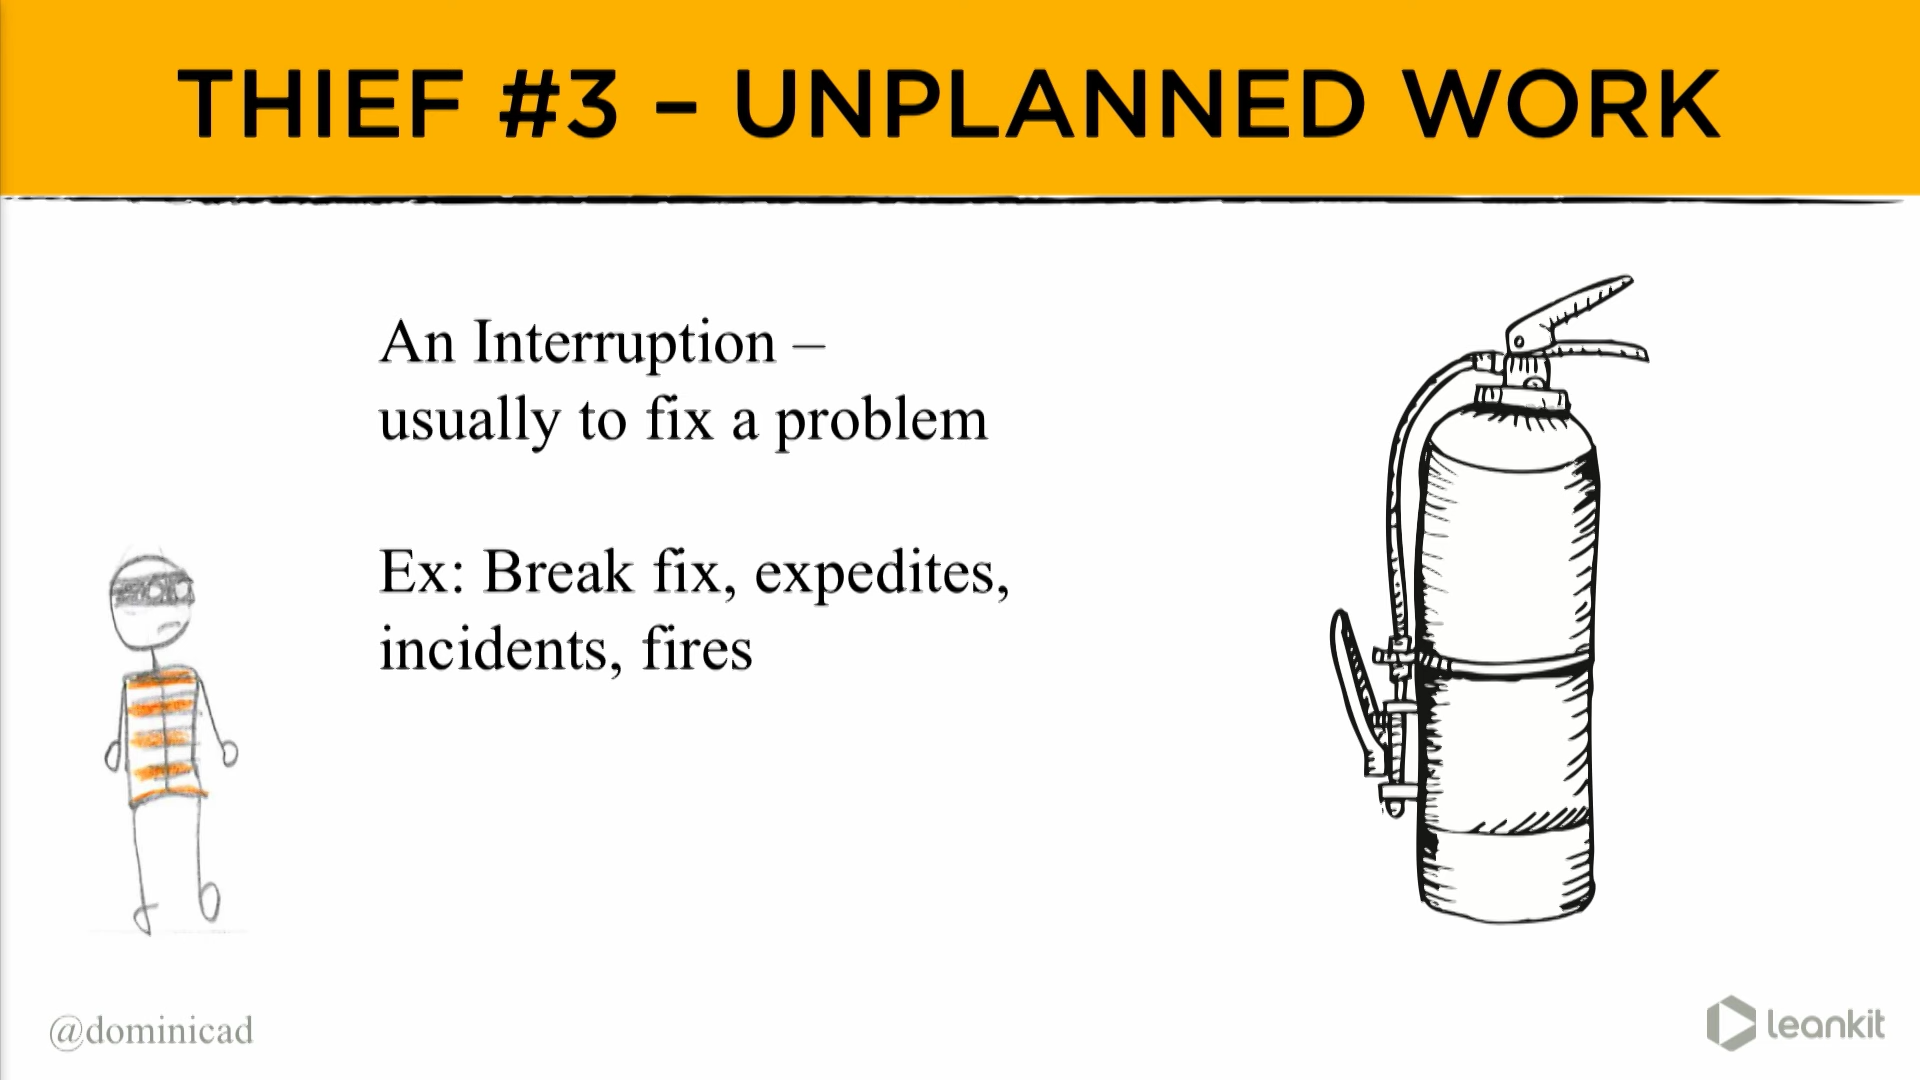 THIEF #3 – UNPLANNED WORK
An Interruption –
usually to fix a problem
Ex: Break fix, expedites,
incidents, fires
@dominicad
leankit